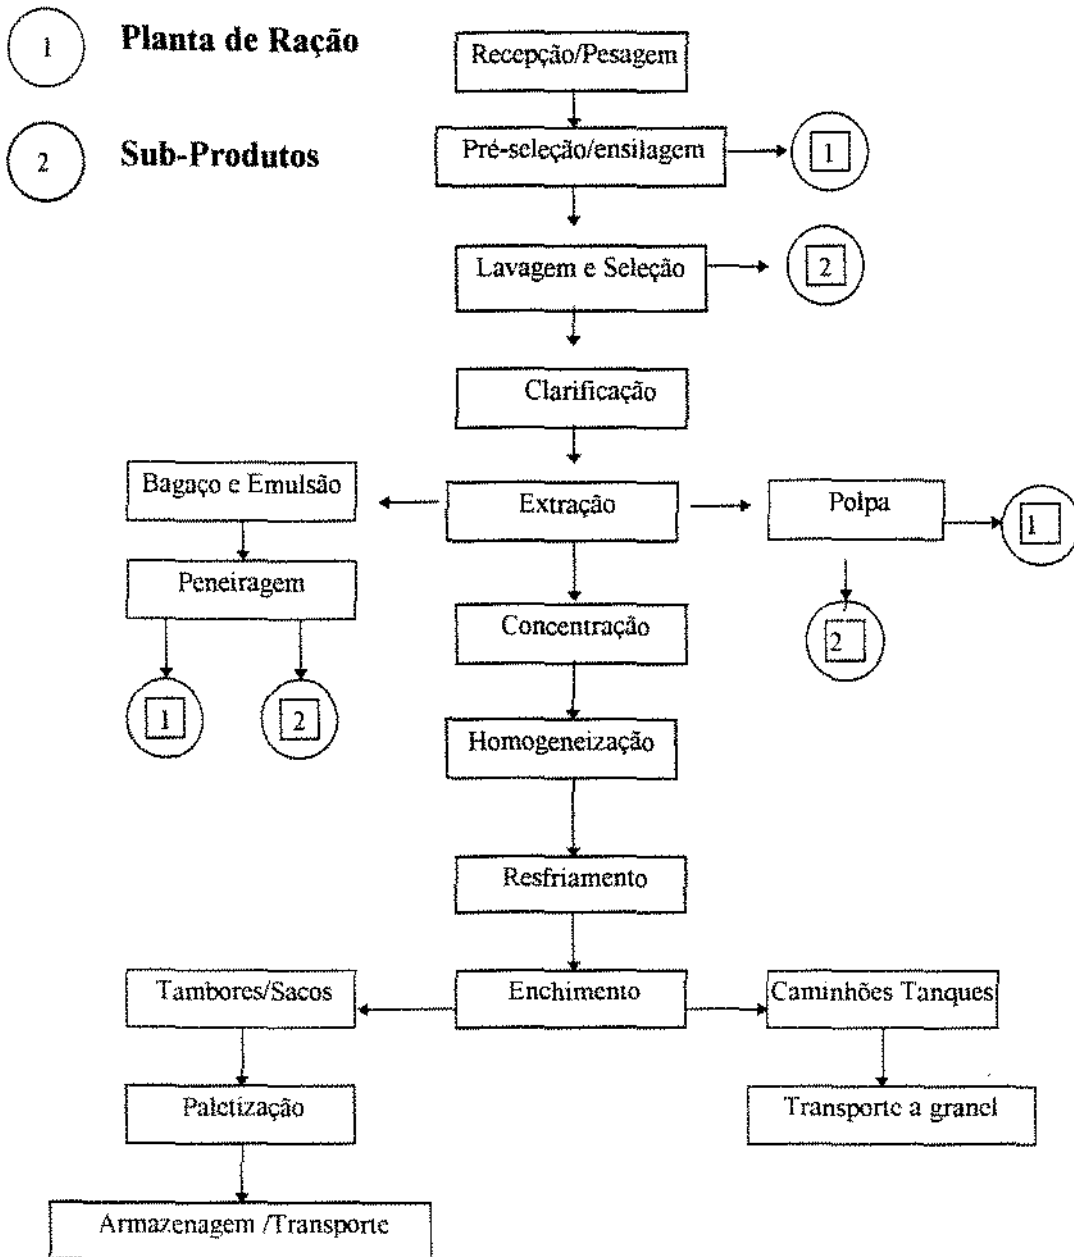 1 Planta de Ração
2 Sub-Produtos
Recepção/Pesagem
Pré-seleção/ensilagem
1
Lavagem e Seleção
2
Clarificação
Bagaço e Emulsão
Extração
Polpa
1
Peneiragem
Concentração
2
1
2
Homogeneização
Resfriamento
Tambores/Sacos
Enchimento
Caminhões Tanques
Paletização
Transporte a granel
Armazenagem /Transporte